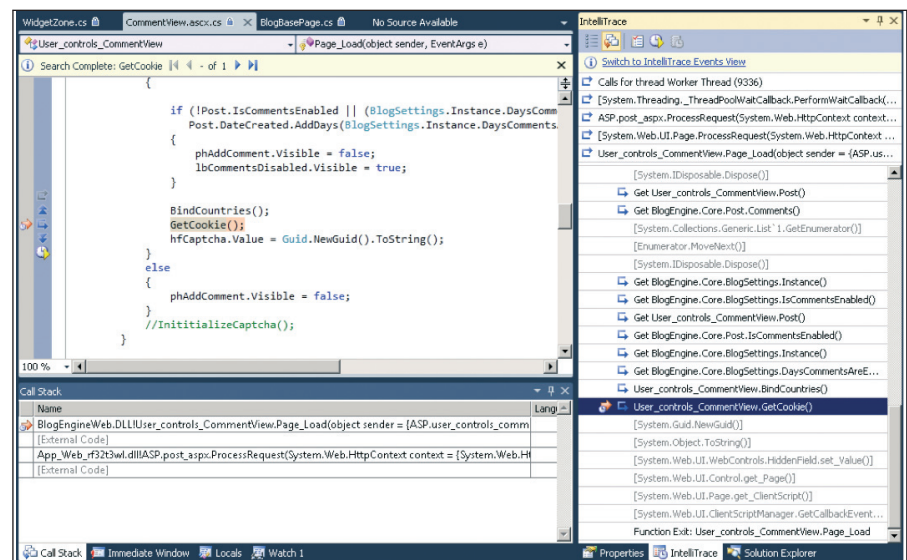 WidgetZone.cs
CommentView.ascx.cs
BlogBasePage.cs
No Source Available
User_controls_CommentView
Page_Load(object sender, EventArgs e)
Search Complete: GetCookie
- of 1
{
if (!Post.IsCommentsEnabled || (BlogSettings.Instance.DaysComm
Post.DateCreated.AddDays(BlogSettings.Instance.DaysComments.
{
phAddComment.Visible = false;
lbCommentsDisabled.Visible = true;
}
BindCountries();
GetCookie();
hfCaptcha.Value = Guid.NewGuid().ToString();
}
else
{
phAddComment.Visible = false;
}
//InititializeCaptcha();
}
100 %
Call Stack
Name Langu
BlogEngineWeb.DLL!User_controls_CommentView.Page_Load(object sender = {ASP.user_controls_comm
[External Code]
App_Web_rf32t3wl.dll!ASP.post_aspx.ProcessRequest(System.Web.HttpContext context = {System.Web.Ht
[External Code]
Call Stack Immediate Window Locals Watch 1
IntelliTrace
Switch to IntelliTrace Events View
Calls for thread Worker Thread (9336)
[System.Threading._ThreadPoolWaitCallback.PerformWaitCallback(...
ASP.post_aspx.ProcessRequest(System.Web.HttpContext context...
[System.Web.UI.Page.ProcessRequest(System.Web.HttpContext ...
User_controls_CommentView.Page_Load(object sender = {ASP.us...
[System.IDisposable.Dispose()]
Get User_controls_CommentView.Post()
Get BlogEngine.Core.Post.Comments()
[System.Collections.Generic.List`1.GetEnumerator()]
[Enumerator.MoveNext()]
[System.IDisposable.Dispose()]
Get BlogEngine.Core.BlogSettings.Instance()
Get BlogEngine.Core.BlogSettings.IsCommentsEnabled()
Get User_controls_CommentView.Post()
Get BlogEngine.Core.Post.IsCommentsEnabled()
Get BlogEngine.Core.BlogSettings.Instance()
Get BlogEngine.Core.BlogSettings.DaysCommentsAreE...
User_controls_CommentView.BindCountries()
User_controls_CommentView.GetCookie()
[System.Guid.NewGuid()]
[System.Object.ToString()]
[System.Web.UI.WebControls.HiddenField.set_Value()]
[System.Web.UI.Control.get_Page()]
[System.Web.UI.Page.get_ClientScript()]
[System.Web.UI.ClientScriptManager.GetCallbackEvent...
Function Exit: User_controls_CommentView.Page_Load
Properties IntelliTrace Solution Explorer